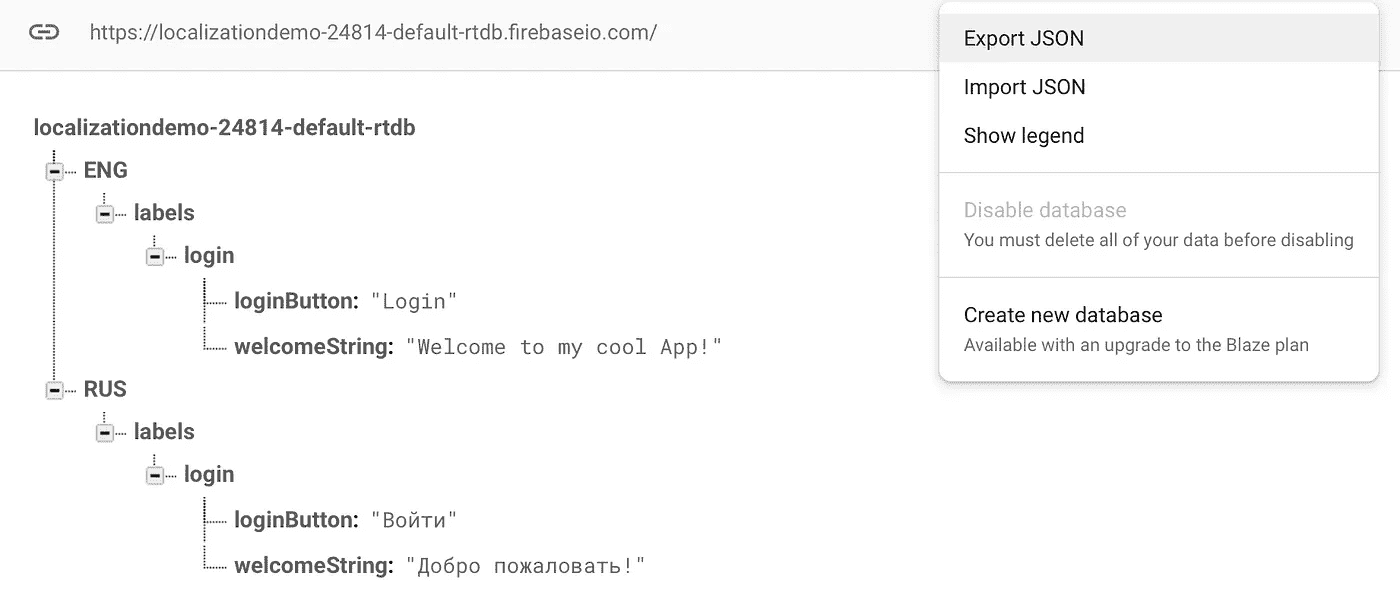 https://localizationdemo-24814-default-rtdb.firebaseio.com/
localizationdemo-24814-default-rtdb
ENG
labels
login
loginButton: "Login"
welcomeString: "Welcome to my cool App!"
RUS
labels
login
loginButton: "Войти"
welcomeString: "Добро пожаловать!"
Export JSON
Import JSON
Show legend
Disable database
You must delete all of your data before disabling
Create new database
Available with an upgrade to the Blaze plan